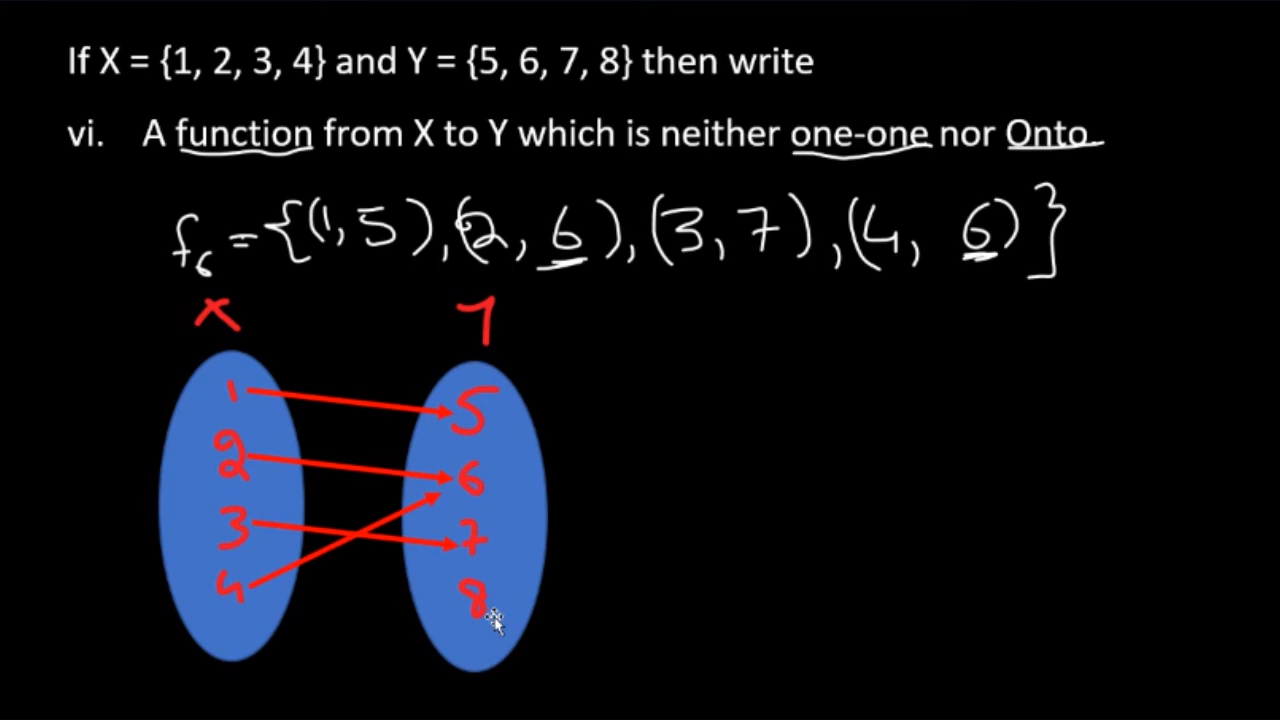 If X = {1, 2, 3, 4} and Y = {5, 6, 7, 8} then write
vi. A function from X to Y which is neither one-one nor Onto.
f₆ = {(1, 5), (2, 6), (3, 7), (4, 6)}
X Y
1 5
2 6
3 7
4 8